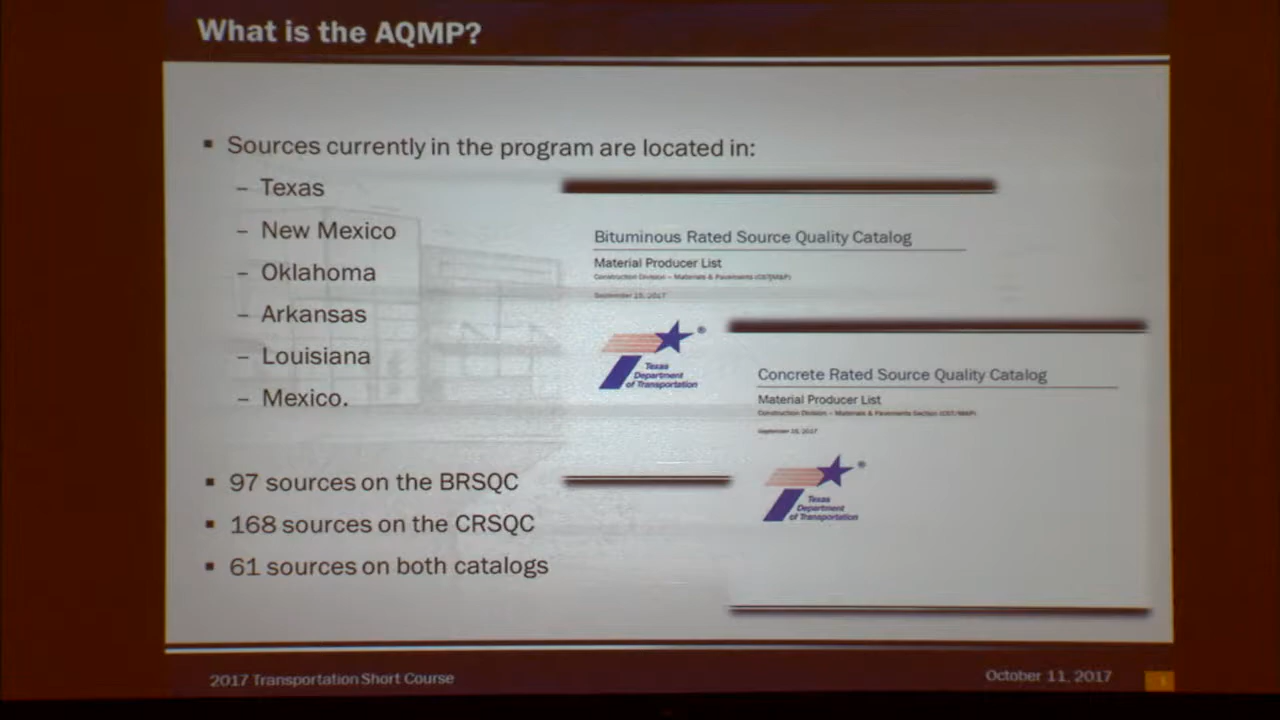 What is the AQMP?
▪ Sources currently in the program are located in:
– Texas
– New Mexico
– Oklahoma
– Arkansas
– Louisiana
– Mexico.
▪ 97 sources on the BRSQC
▪ 168 sources on the CRSQC
▪ 61 sources on both catalogs
Bituminous Rated Source Quality Catalog
Material Producer List
Construction Division – Materials & Pavements (CST/M&P)
®
Texas
Department
of Transportation
Concrete Rated Source Quality Catalog
Material Producer List
Construction Division – Materials & Pavements Section (CST/M&P)
®
Texas
Department
of Transportation
2017 Transportation Short Course
October 11, 2017